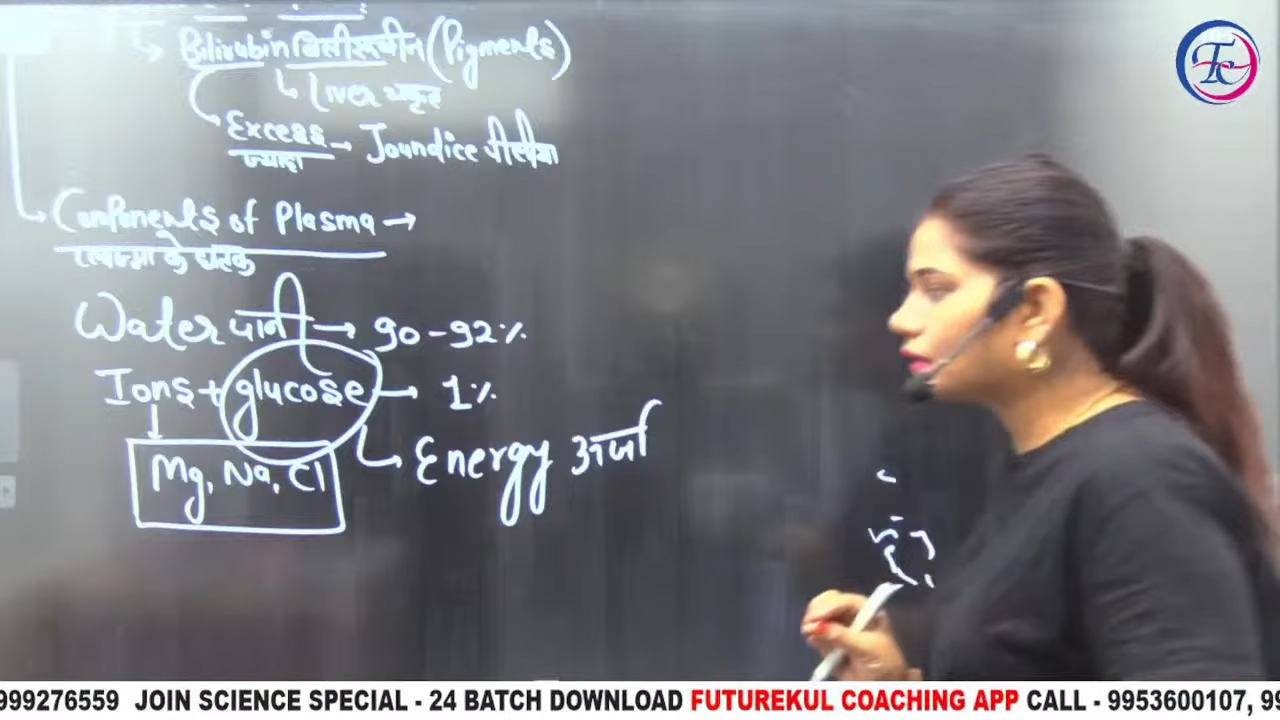 Bilirubin बिलीरूबीन (Pigments)
Liver यकृत
Excess → Joundice पीलीया
ज्यादा
Components of Plasma →
प्लाज्मा के घटक
Water पानी → 90-92%
Ions + glucose → 1%
Mg, Na, Cl
Energy ऊर्जा
999276559 JOIN SCIENCE SPECIAL - 24 BATCH DOWNLOAD FUTUREKUL COACHING APP CALL - 9953600107, 99